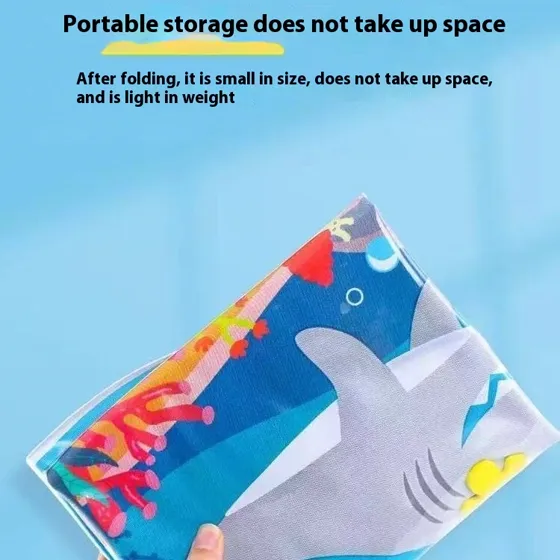 Portable storage does not take up space
After folding, it is small in size, does not take up space,
and is light in weight